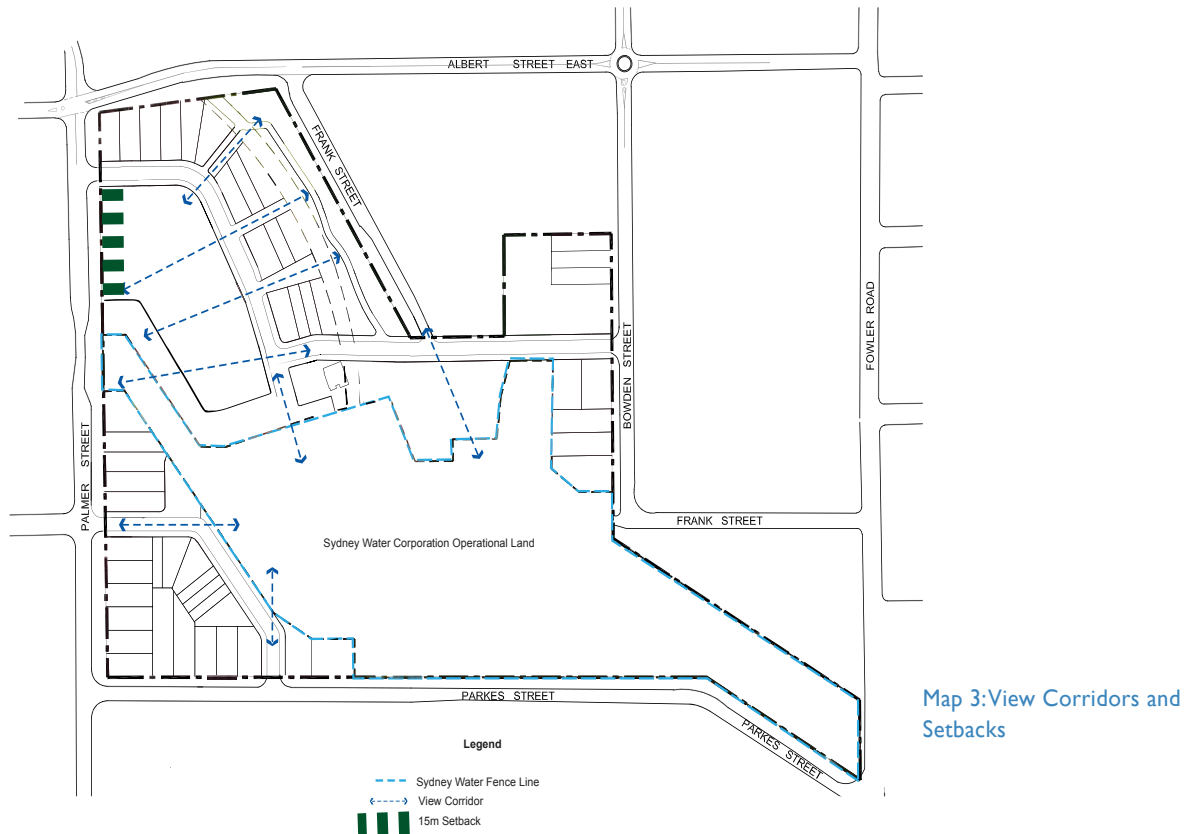 ALBERT STREET EAST
FRANK STREET
FOWLER ROAD
BOWDEN STREET
PALMER STREET
FRANK STREET
Sydney Water Corporation Operational Land
PARKES STREET
PARKES STREET
Map 3:View Corridors and
Setbacks
Legend
Sydney Water Fence Line
View Corridor
15m Setback